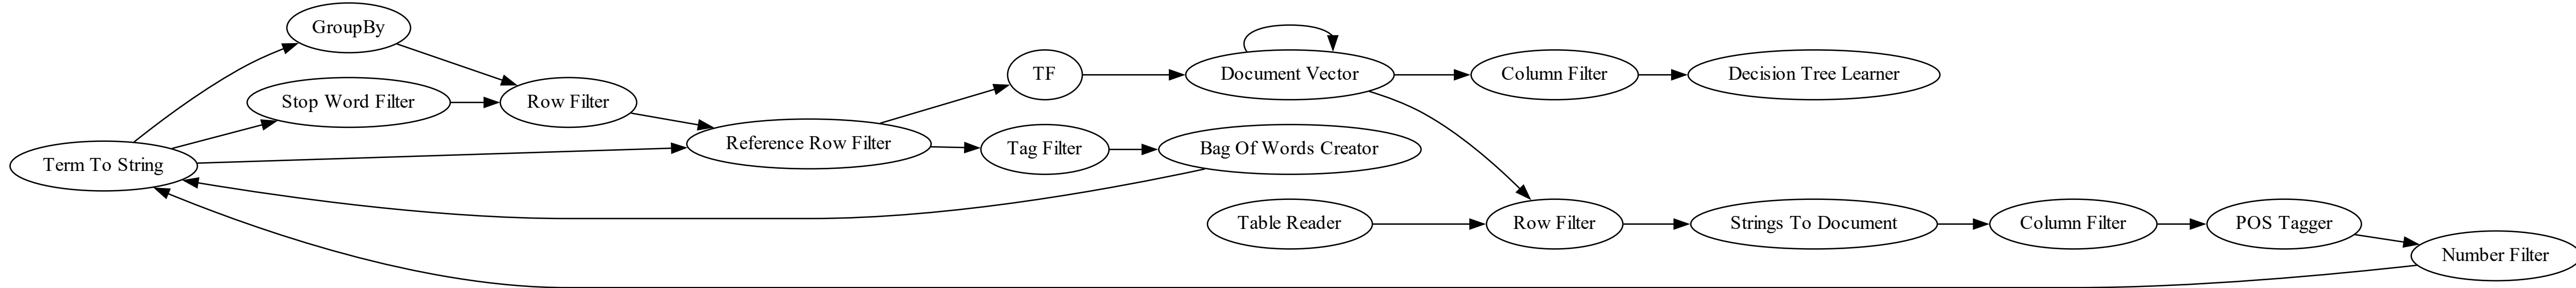 GroupBy
Stop Word Filter
Row Filter
Term To String
Reference Row Filter
TF
Tag Filter
Document Vector
Bag Of Words Creator
Column Filter
Decision Tree Learner
Table Reader
Row Filter
Strings To Document
Column Filter
POS Tagger
Number Filter